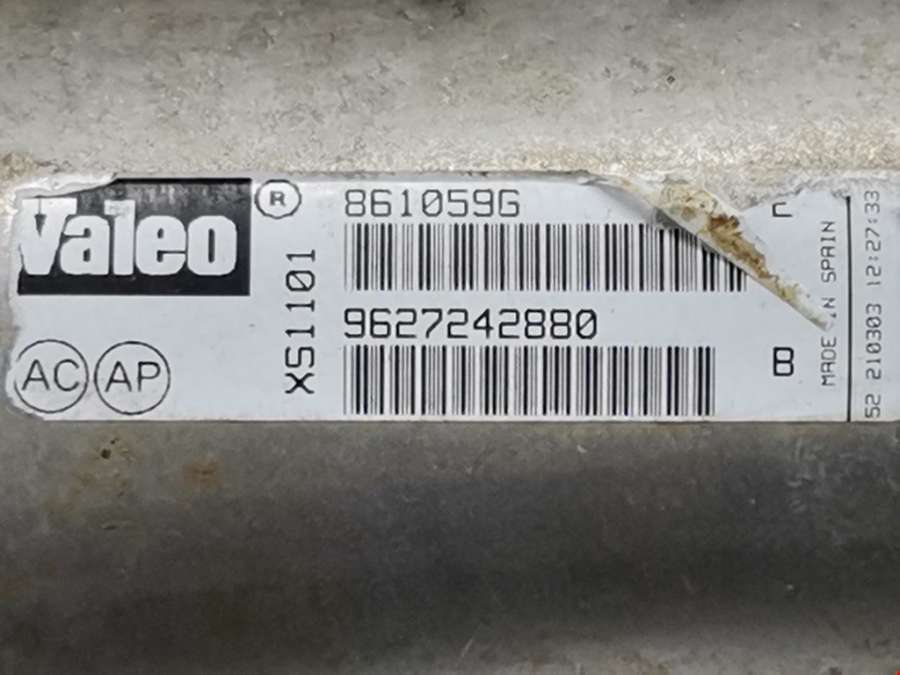 Valeo®
861059G
XS1101
9627242880
AC AP
B
MADE IN SPAIN
52 210303 12:27:33